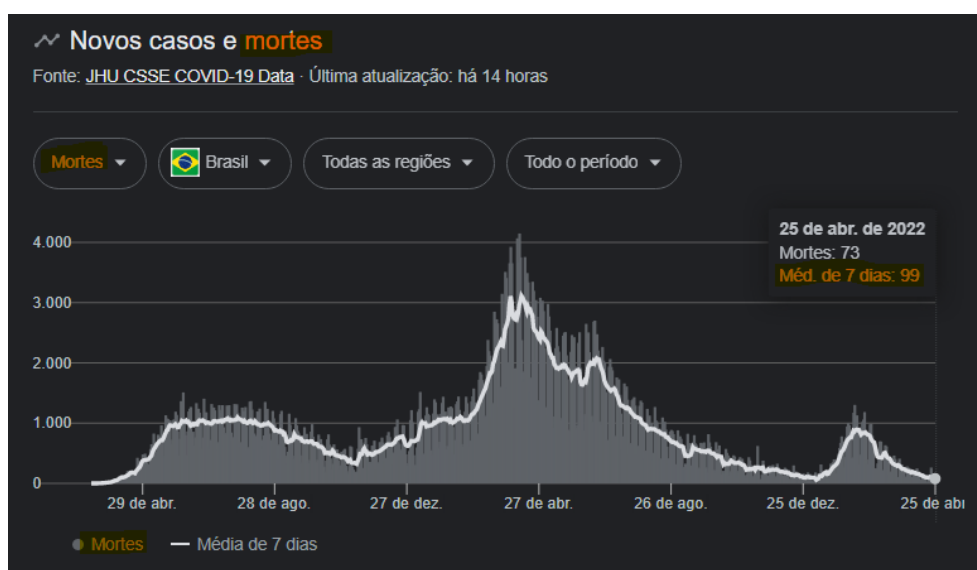 Novos casos e mortes
Fonte: JHU CSSE COVID-19 Data · Última atualização: há 14 horas
Mortes
Brasil
Todas as regiões
Todo o período
25 de abr. de 2022
Mortes: 73
Méd. de 7 dias: 99
4.000
3.000
2.000
1.000
0
29 de abr. 28 de ago. 27 de dez. 27 de abr. 26 de ago. 25 de dez. 25 de abi
Mortes — Média de 7 dias